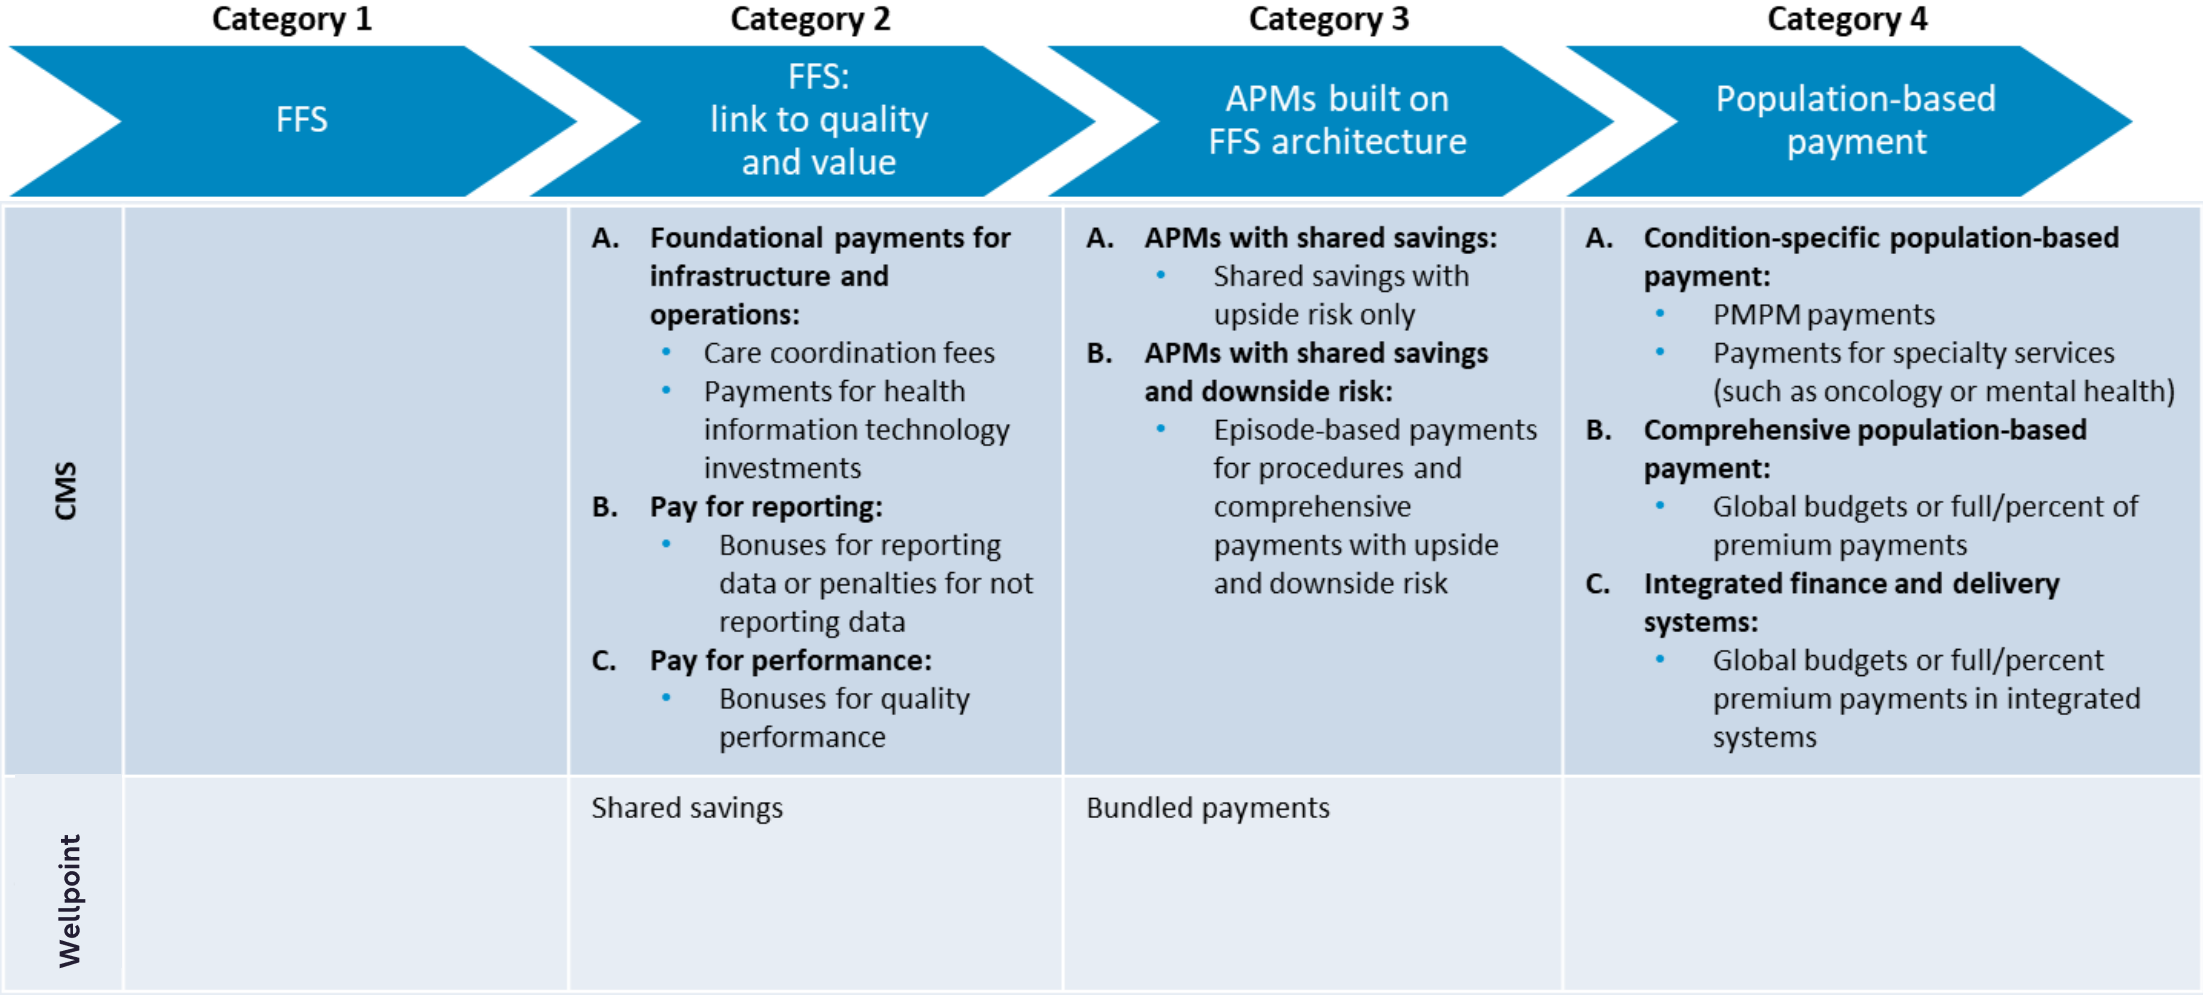 Category 1
Category 2
Category 3
Category 4
FFS
FFS:
link to quality
and value
APMs built on
FFS architecture
Population-based
payment
CMS
A. Foundational payments for
infrastructure and
operations:
• Care coordination fees
• Payments for health
information technology
investments
B. Pay for reporting:
• Bonuses for reporting
data or penalties for not
reporting data
C. Pay for performance:
• Bonuses for quality
performance
A. APMs with shared savings:
• Shared savings with
upside risk only
B. APMs with shared savings
and downside risk:
• Episode-based payments
for procedures and
comprehensive
payments with upside
and downside risk
A. Condition-specific population-based
payment:
• PMPM payments
• Payments for specialty services
(such as oncology or mental health)
B. Comprehensive population-based
payment:
• Global budgets or full/percent of
premium payments
C. Integrated finance and delivery
systems:
• Global budgets or full/percent
premium payments in integrated
systems
Wellpoint
Shared savings
Bundled payments